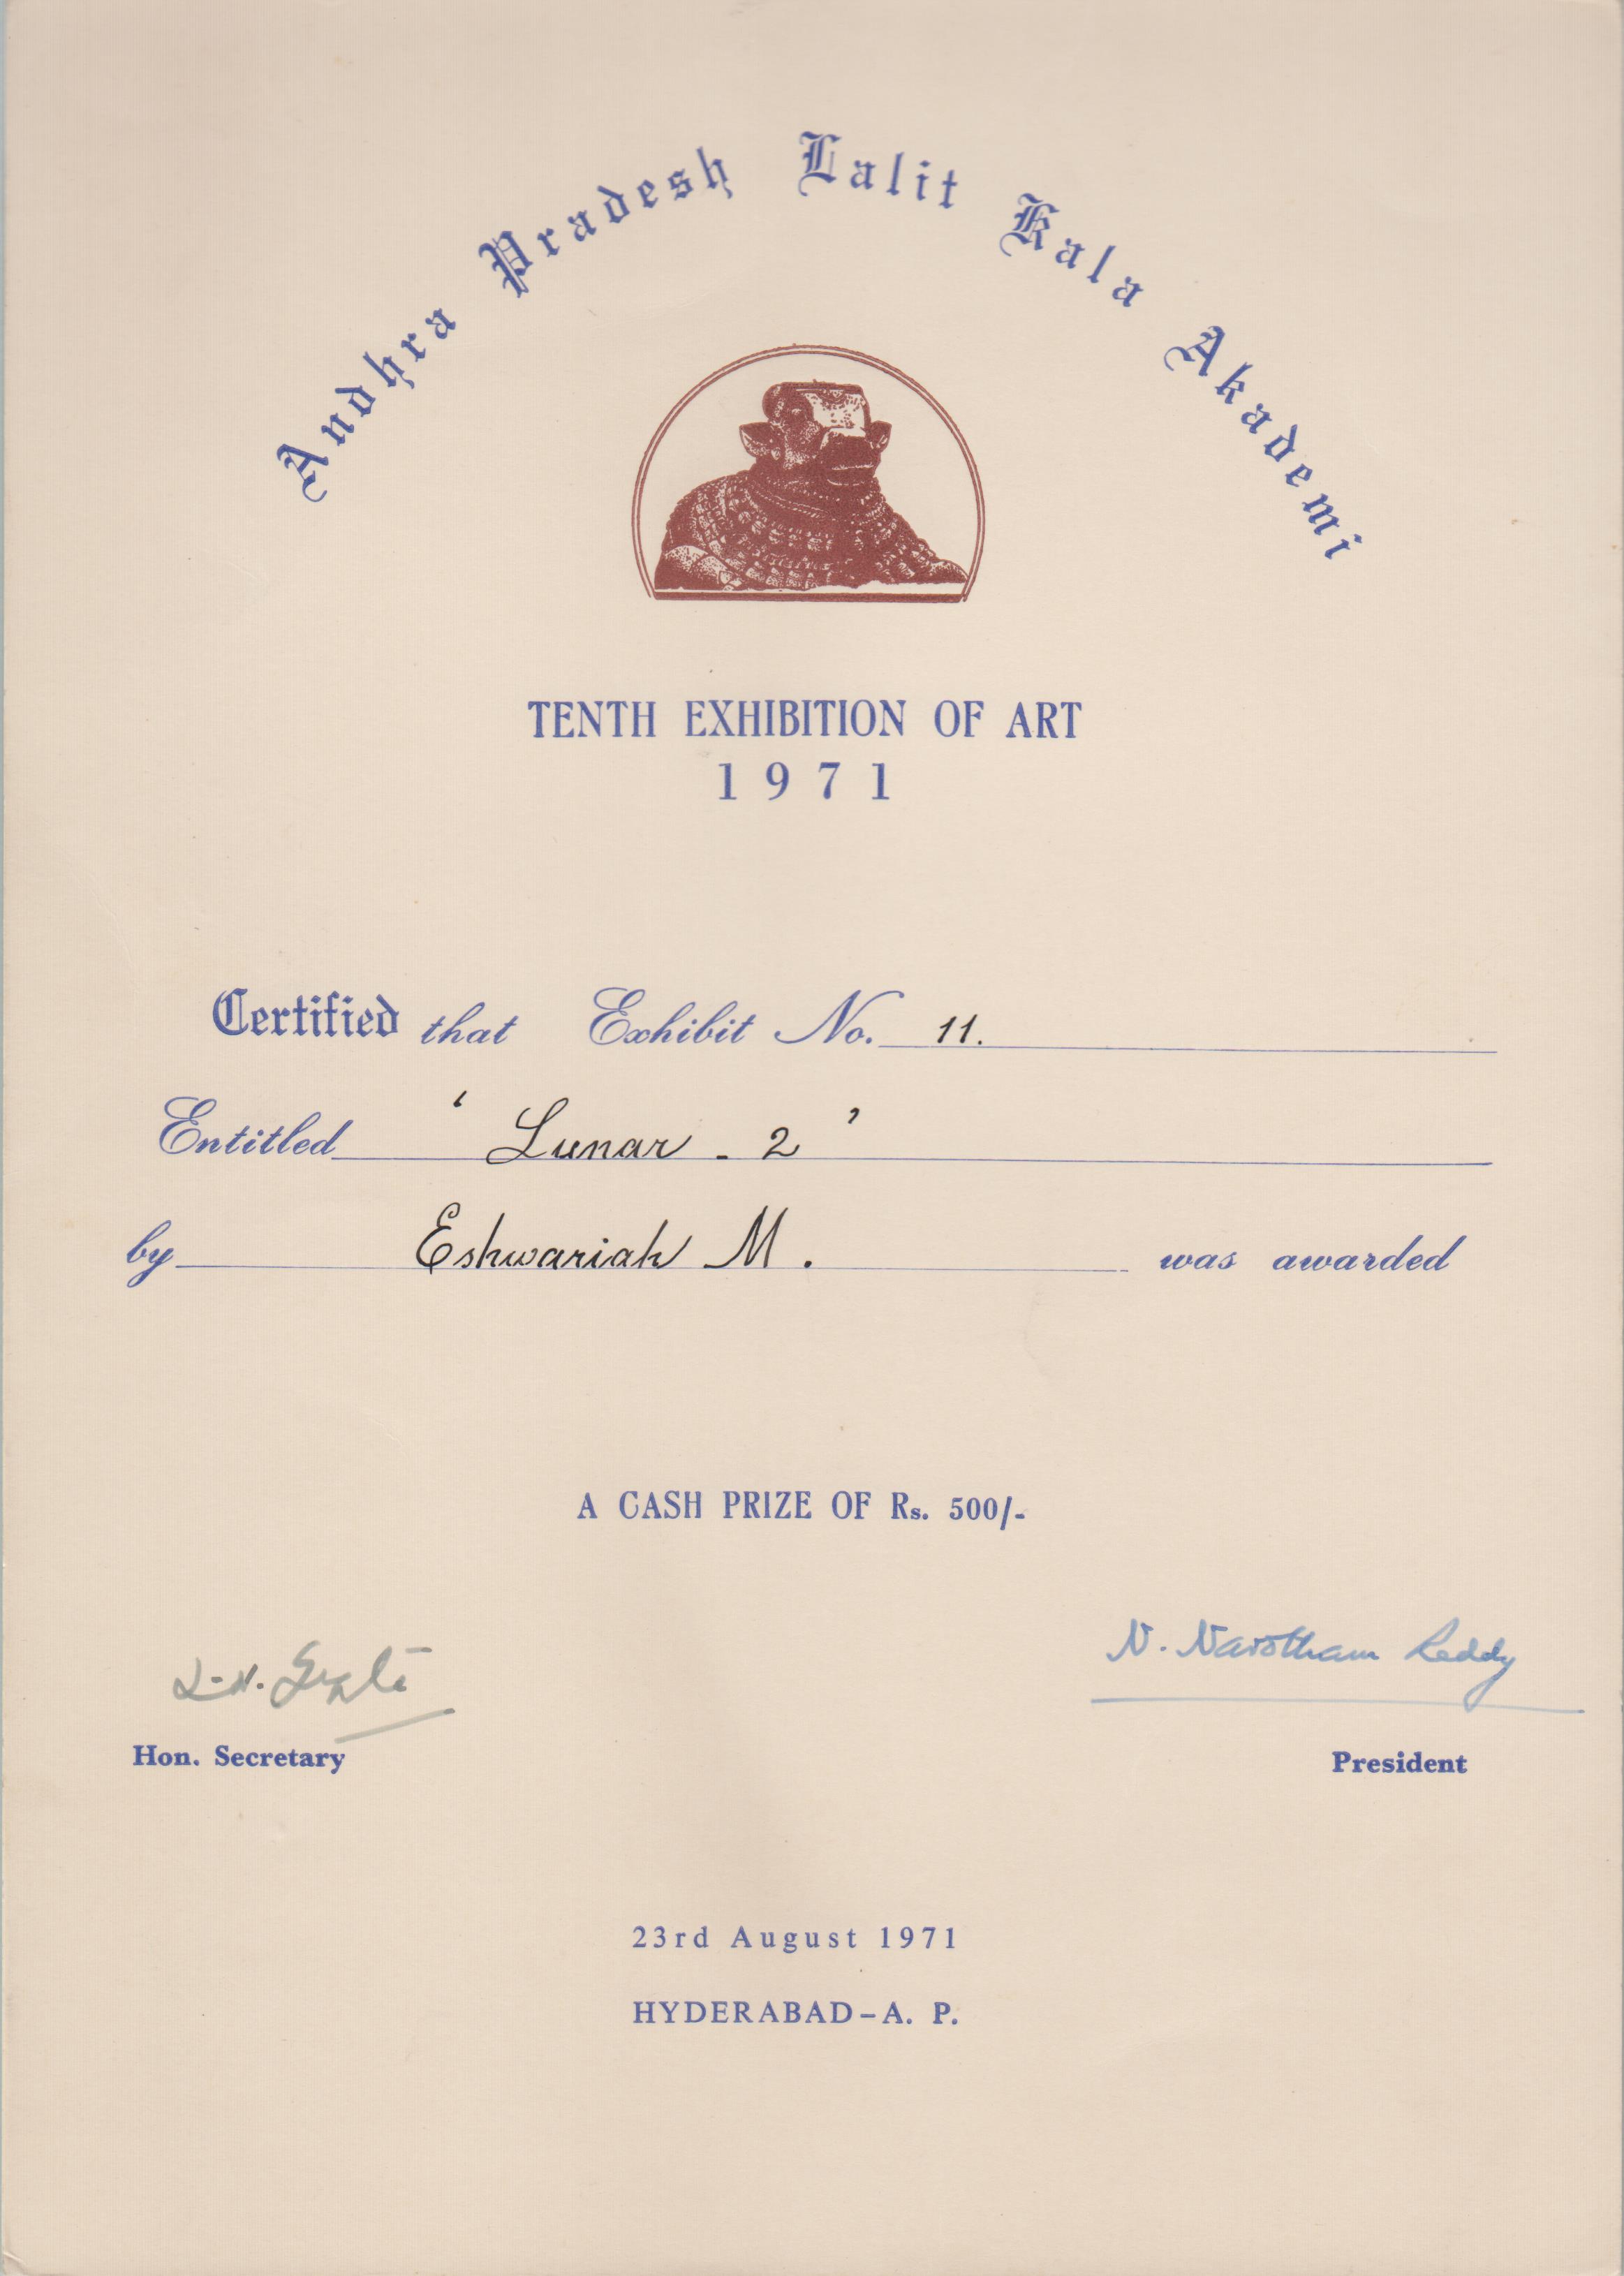 Andhra Pradesh Lalit Kala Akademi
TENTH EXHIBITION OF ART
1971
Certified that Exhibit No. 11.
Entitled ‘Lunar - 2’
by Eshwariah M. was awarded
A CASH PRIZE OF Rs. 500/-
N. Narotham Reddy
Hon. Secretary
President
23rd August 1971
HYDERABAD-A. P.